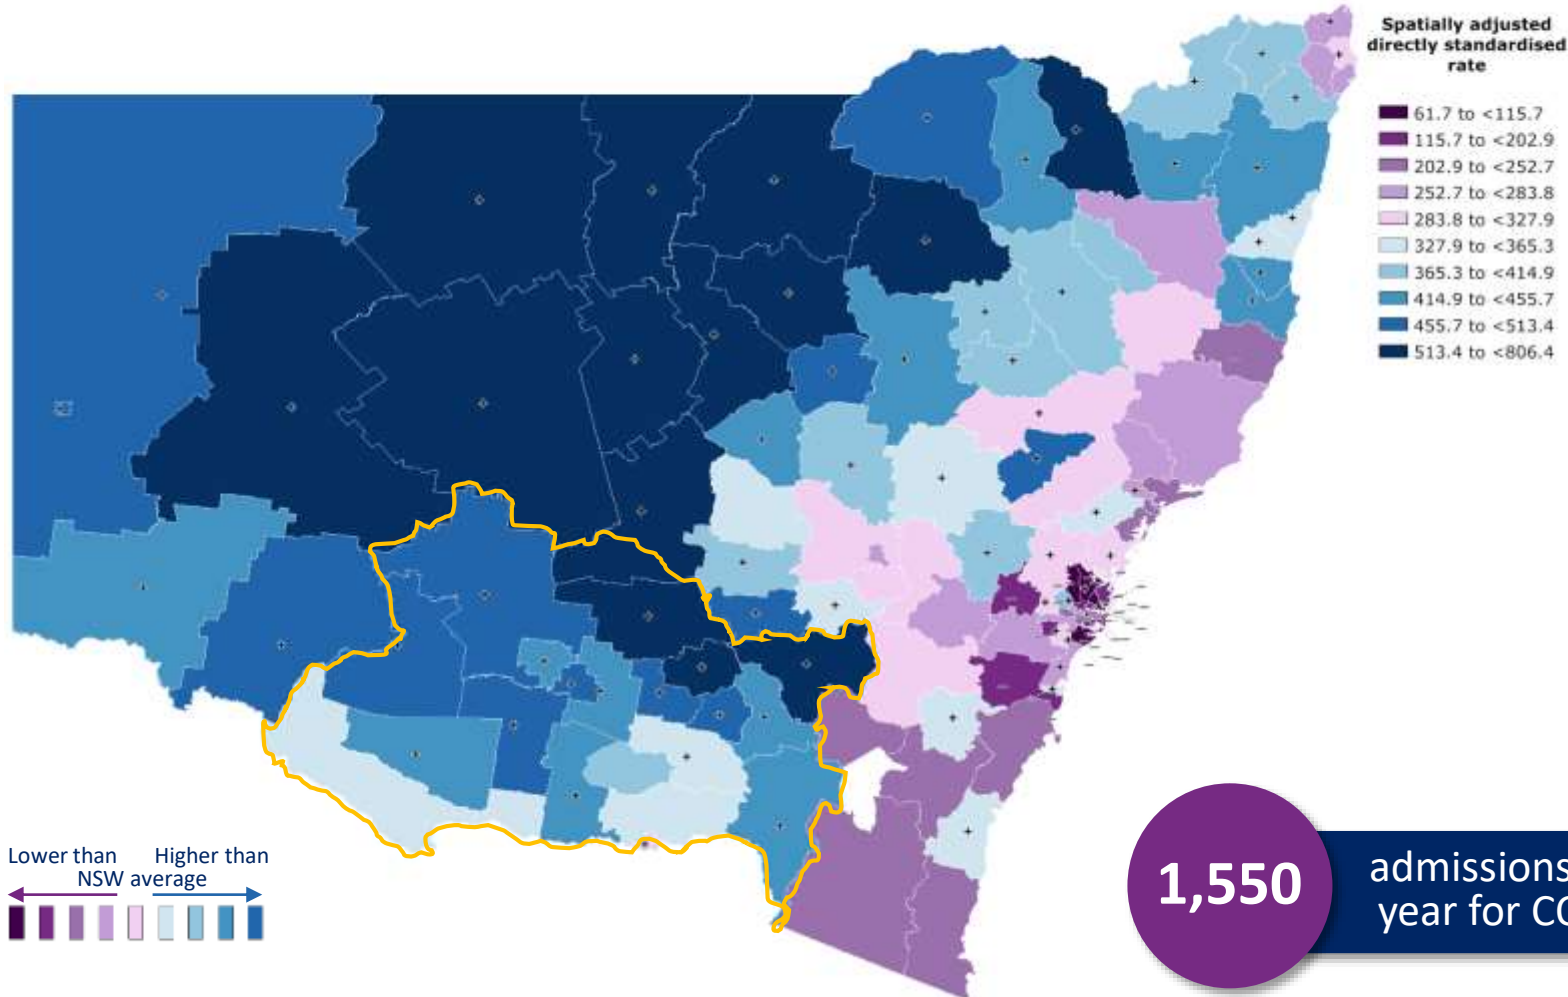 Spatially adjusted
directly standardised
rate
61.7 to <115.7
115.7 to <202.9
202.9 to <252.7
252.7 to <283.8
283.8 to <327.9
327.9 to <365.3
365.3 to <414.9
414.9 to <455.7
455.7 to <513.4
513.4 to <806.4
Lower than Higher than
NSW average
1,550
admissions
year for CO